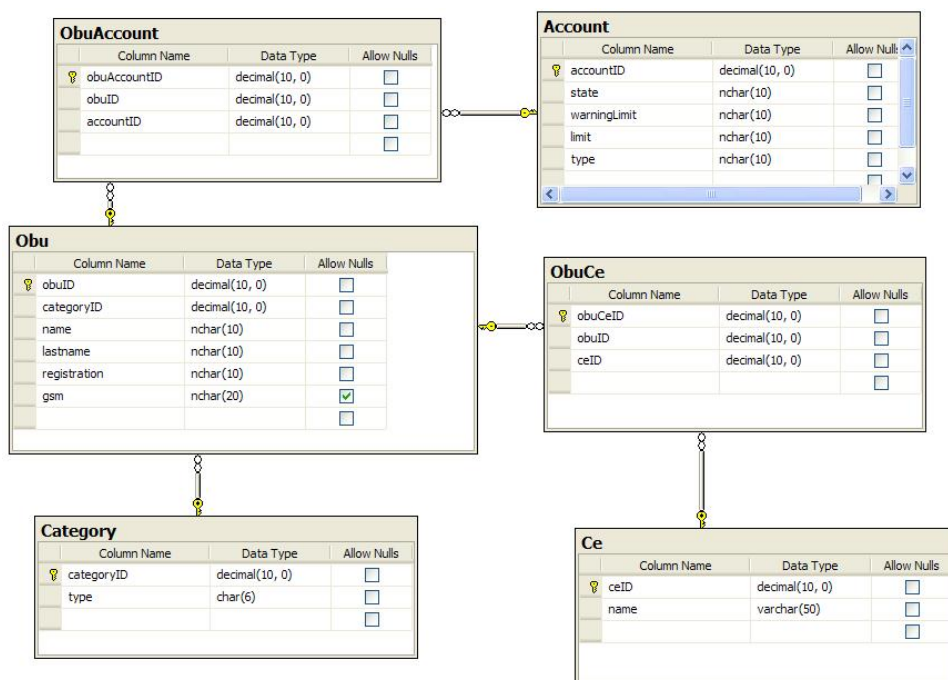 ObuAccount
Column Name Data Type Allow Nulls
obuAccountID decimal(10, 0)
obuID decimal(10, 0)
accountID decimal(10, 0)
Account
Column Name Data Type Allow Nulls
accountID decimal(10, 0)
state nchar(10)
warningLimit nchar(10)
limit nchar(10)
type nchar(10)
Obu
Column Name Data Type Allow Nulls
obuID decimal(10, 0)
categoryID decimal(10, 0)
name nchar(10)
lastname nchar(10)
registration nchar(10)
gsm nchar(20)
ObuCe
Column Name Data Type Allow Nulls
obuCeID decimal(10, 0)
obuID decimal(10, 0)
ceID decimal(10, 0)
Category
Column Name Data Type Allow Nulls
categoryID decimal(10, 0)
type char(6)
Ce
Column Name Data Type Allow Nulls
ceID decimal(10, 0)
name varchar(50)